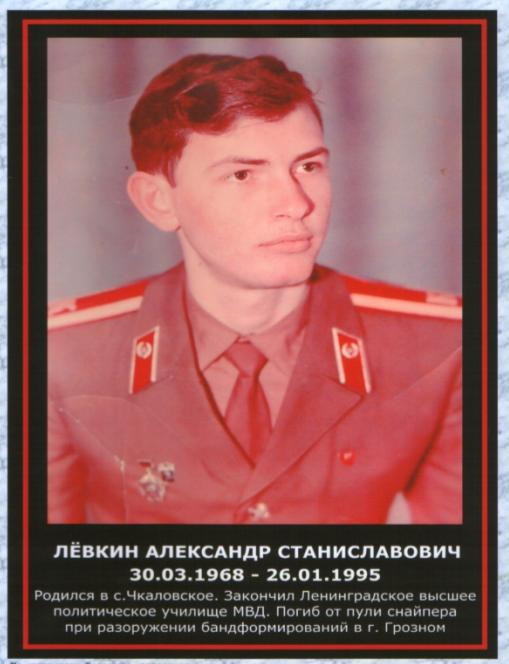 ЛЁВКИН АЛЕКСАНДР СТАНИСЛАВОВИЧ
30.03.1968 - 26.01.1995
Родился в с.Чкаловское. Закончил Ленинградское высшее
политическое училище МВД. Погиб от пули снайпера
при разоружении бандформирований в г. Грозном